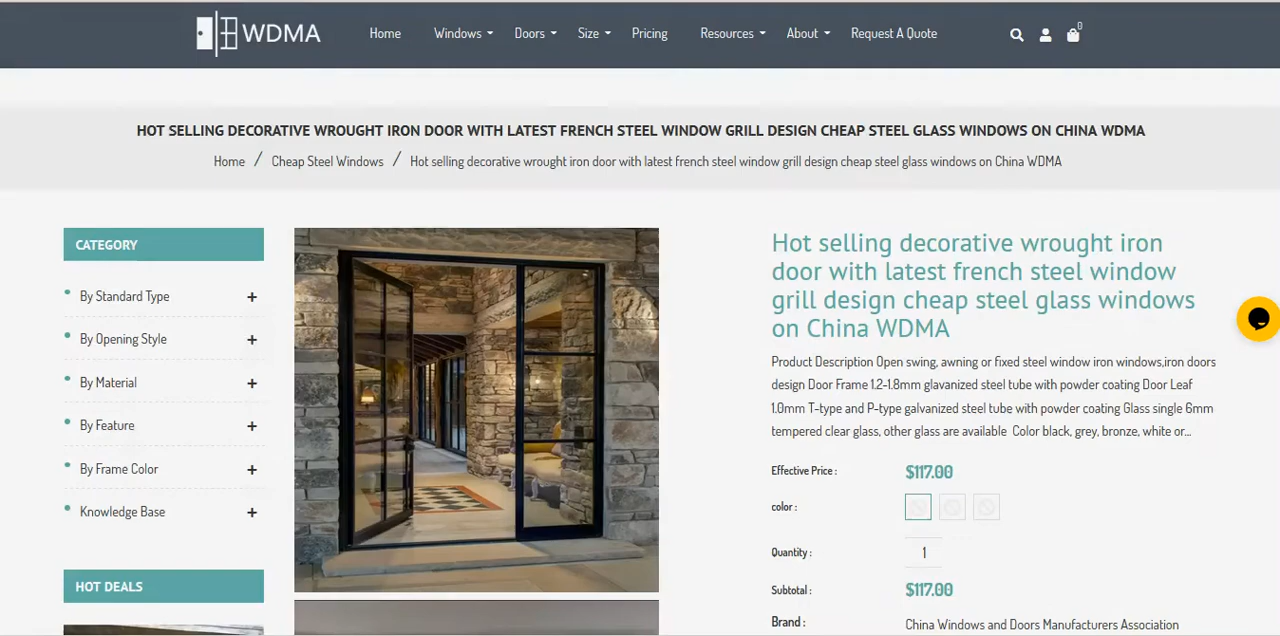 WDMA
Home
Windows
Doors
Size
Pricing
Resources
About
Request A Quote
0
HOT SELLING DECORATIVE WROUGHT IRON DOOR WITH LATEST FRENCH STEEL WINDOW GRILL DESIGN CHEAP STEEL GLASS WINDOWS ON CHINA WDMA
Home / Cheap Steel Windows / Hot selling decorative wrought iron door with latest french steel window grill design cheap steel glass windows on China WDMA
CATEGORY
By Standard Type +
By Opening Style +
By Material +
By Feature +
By Frame Color +
Knowledge Base +
HOT DEALS
Hot selling decorative wrought iron
door with latest french steel window
grill design cheap steel glass windows
on China WDMA
Product Description Open swing, awning or fixed steel window iron windows,iron doors
design Door Frame 1.2-1.8mm glavanized steel tube with powder coating Door Leaf
1.0mm T-type and P-type galvanized steel tube with powder coating Glass single 6mm
tempered clear glass, other glass are available Color black, grey, bronze, white or...
Effective Price : $117.00
color :
Quantity : 1
Subtotal : $117.00
Brand : China Windows and Doors Manufacturers Association